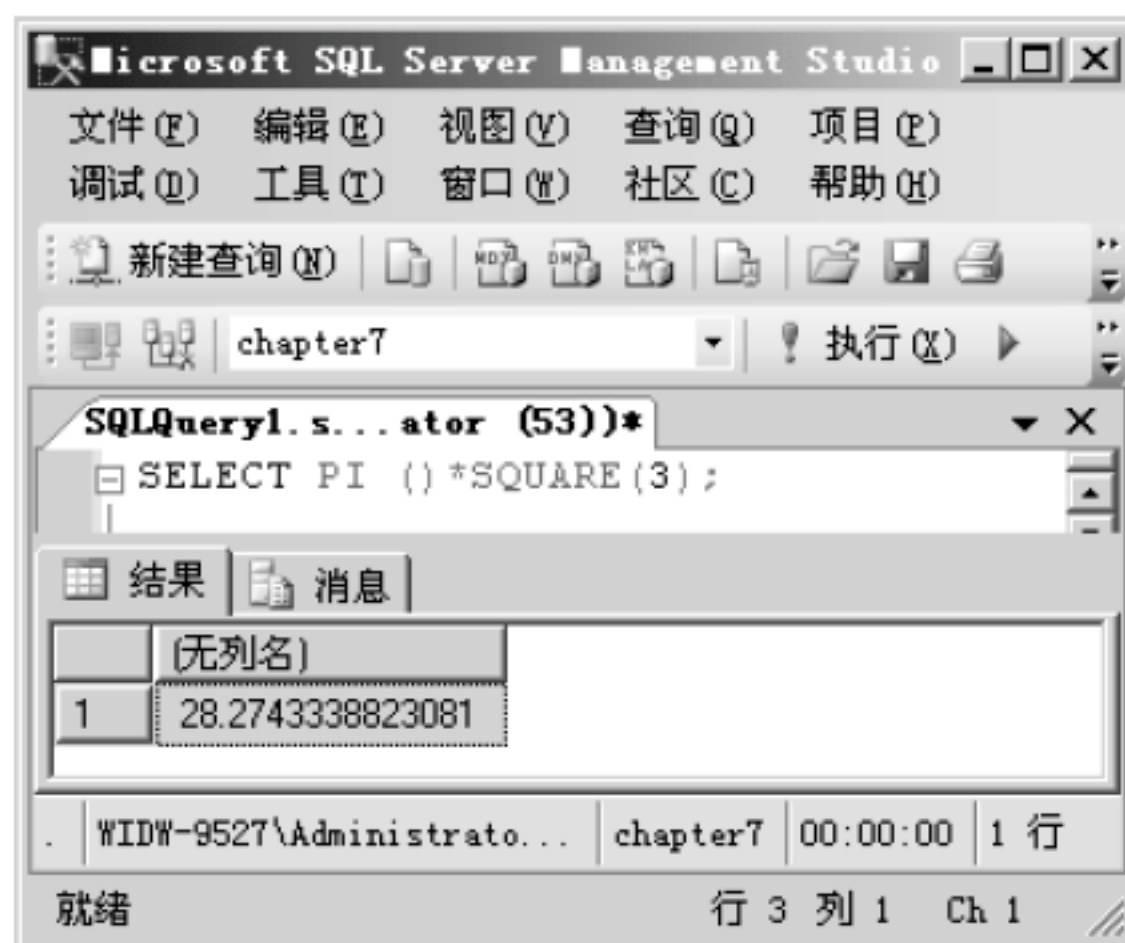 Microsoft SQL Server Management Studio
文件(F) 编辑(E) 视图(V) 查询(Q) 项目(P)
调试(D) 工具(T) 窗口(W) 社区(C) 帮助(H)
新建查询(N)
chapter7 执行(X)
SQLQuery1.s...ator (53))*
SELECT PI ()*SQUARE(3);
结果 消息
(无列名)
1 28.2743338823081
. WIDW-9527\Administrato... chapter7 00:00:00 1 行
就绪 行 3 列 1 Ch 1